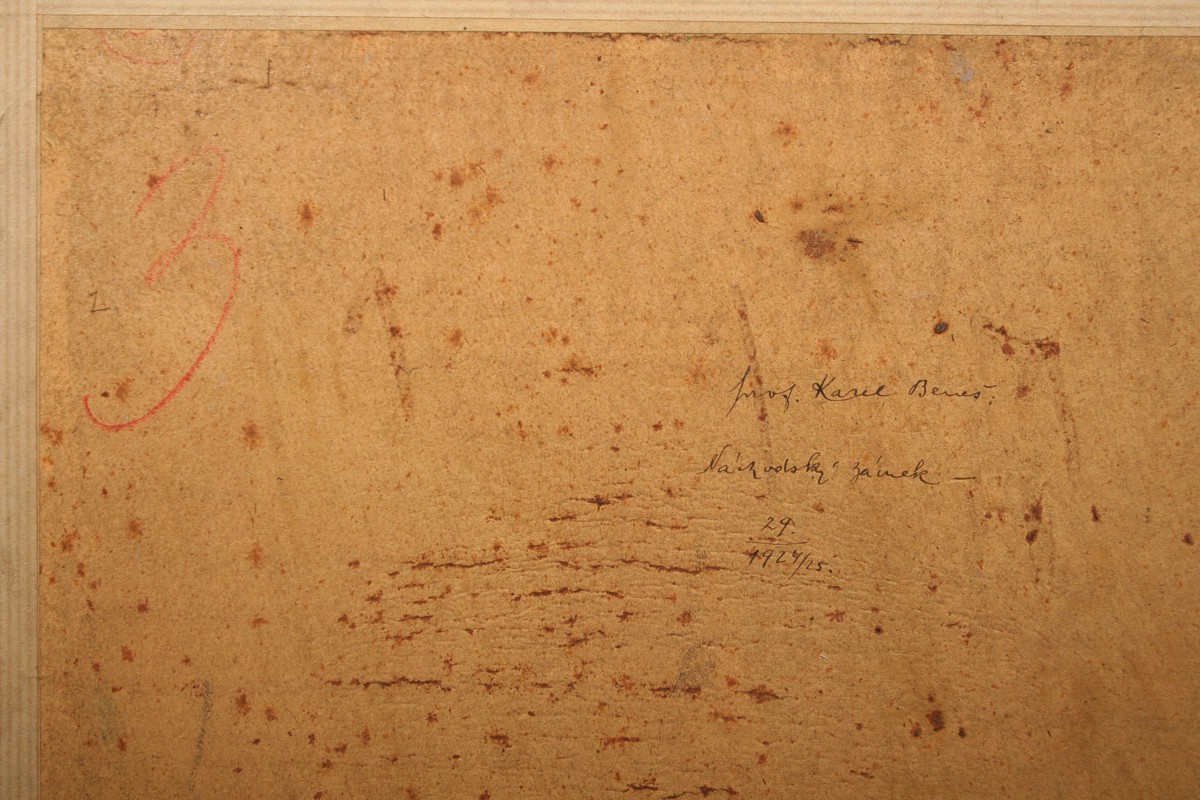 3
prof. Karel Beneš.
Náchodský zámek —
29.
1924/25.